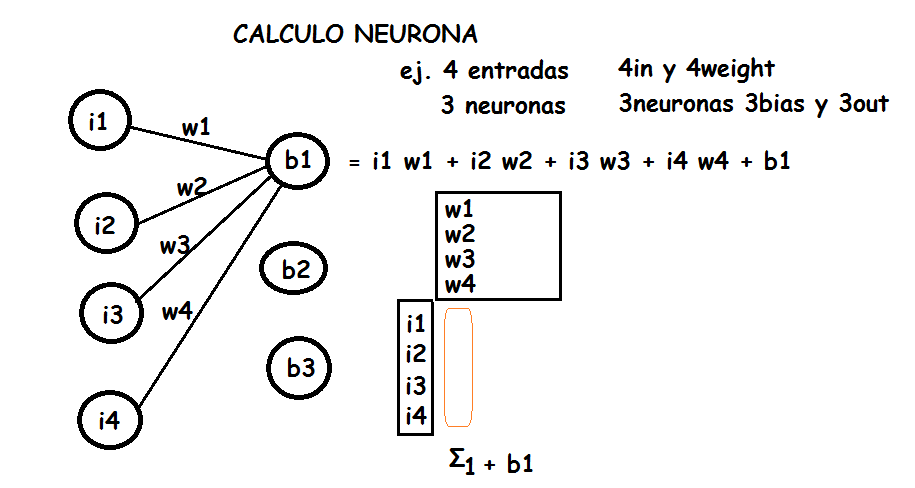 CALCULO NEURONA
ej. 4 entradas
4in y 4weight
3 neuronas
3neuronas 3bias y 3out
i1
w1
b1
= i1 w1 + i2 w2 + i3 w3 + i4 w4 + b1
w2
i2
w3
b2
i3
w4
b3
i4
w1
w2
w3
w4
i1
i2
i3
i4
Σ1 + b1